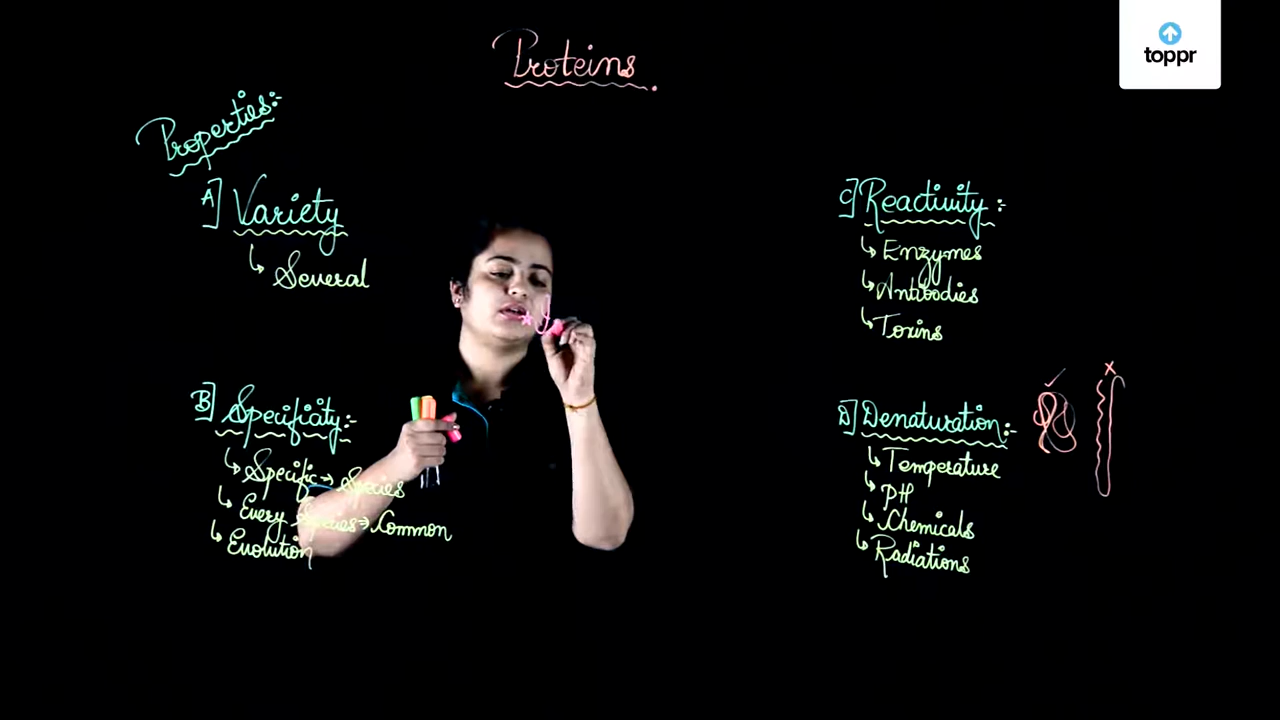 Proteins
toppr
Properties:-
A] Variety
↳ Several
B] Specificity:-
↳ Specific → Species
↳ Every Species → Common
↳ Evolution
C] Reactivity :-
↳ Enzymes
↳ Antibodies
↳ Toxins
D] Denaturation:-
↳ Temperature
↳ pH
↳ Chemicals
↳ Radiations